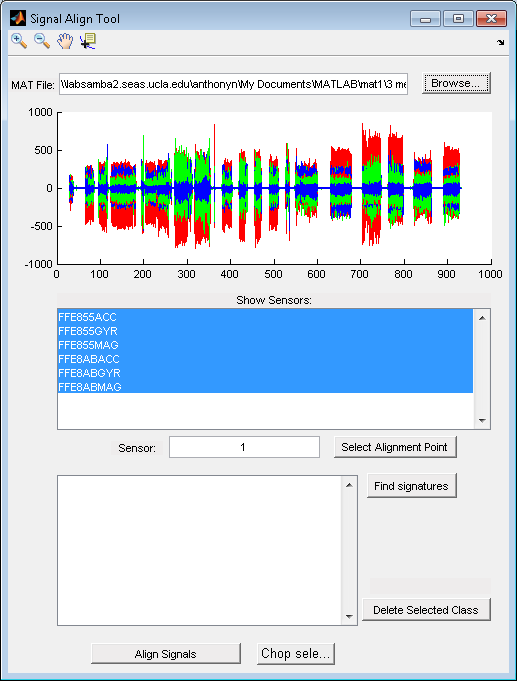 Signal Align Tool
MAT File: \\labsamba2.seas.ucla.edu\anthonyn\My Documents\MATLAB\mat1\3 me Browse...
1000
500
0
-500
-1000
0 100 200 300 400 500 600 700 800 900 1000
Show Sensors:
FFE855ACC
FFE855GYR
FFE855MAG
FFE8ABACC
FFE8ABGYR
FFE8ABMAG
Sensor: 1 Select Alignment Point
Find signatures
Delete Selected Class
Align Signals Chop sele...